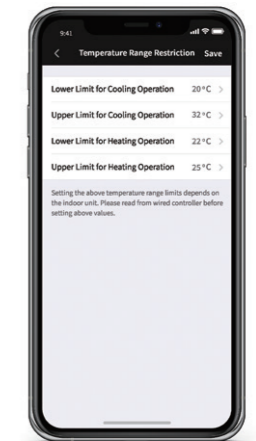 9:41
Temperature Range Restriction Save
Lower Limit for Cooling Operation 20°C
Upper Limit for Cooling Operation 32°C
Lower Limit for Heating Operation 22°C
Upper Limit for Heating Operation 25°C
Setting the above temperature range limits depends on
the indoor unit. Please read from wired controller before
setting above values.